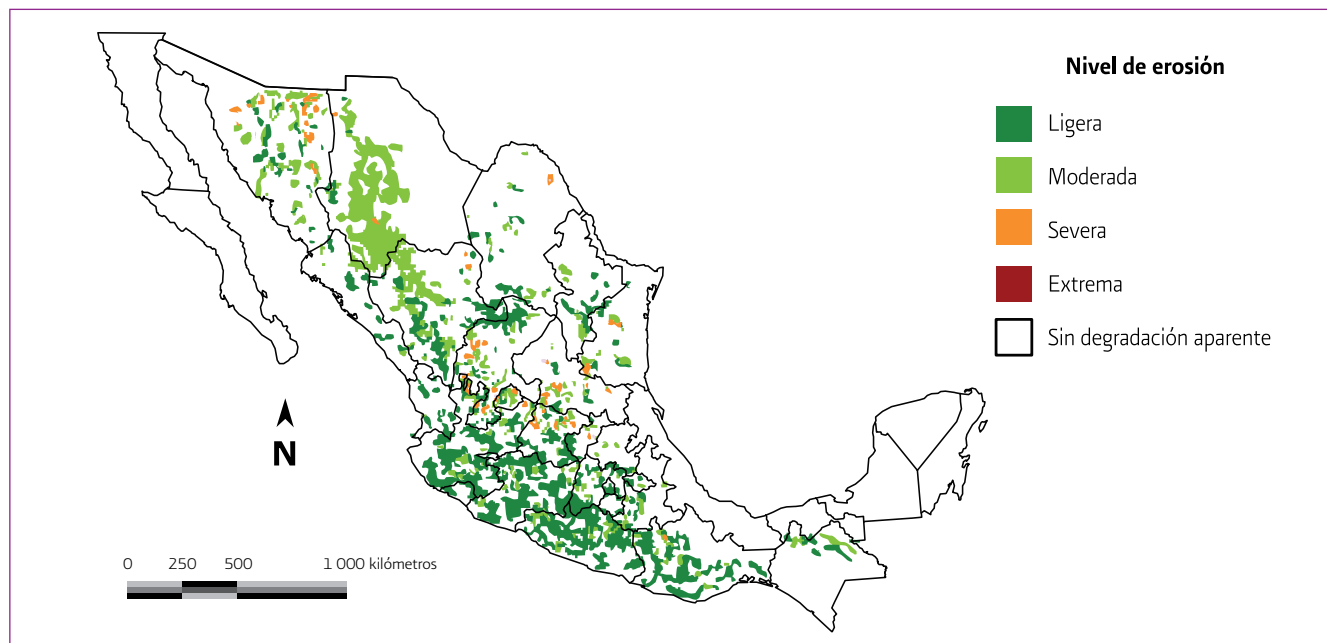 Nivel de erosión
Ligera
Moderada
Severa
Extrema
Sin degradación aparente
N
0 250 500 1 000 kilómetros